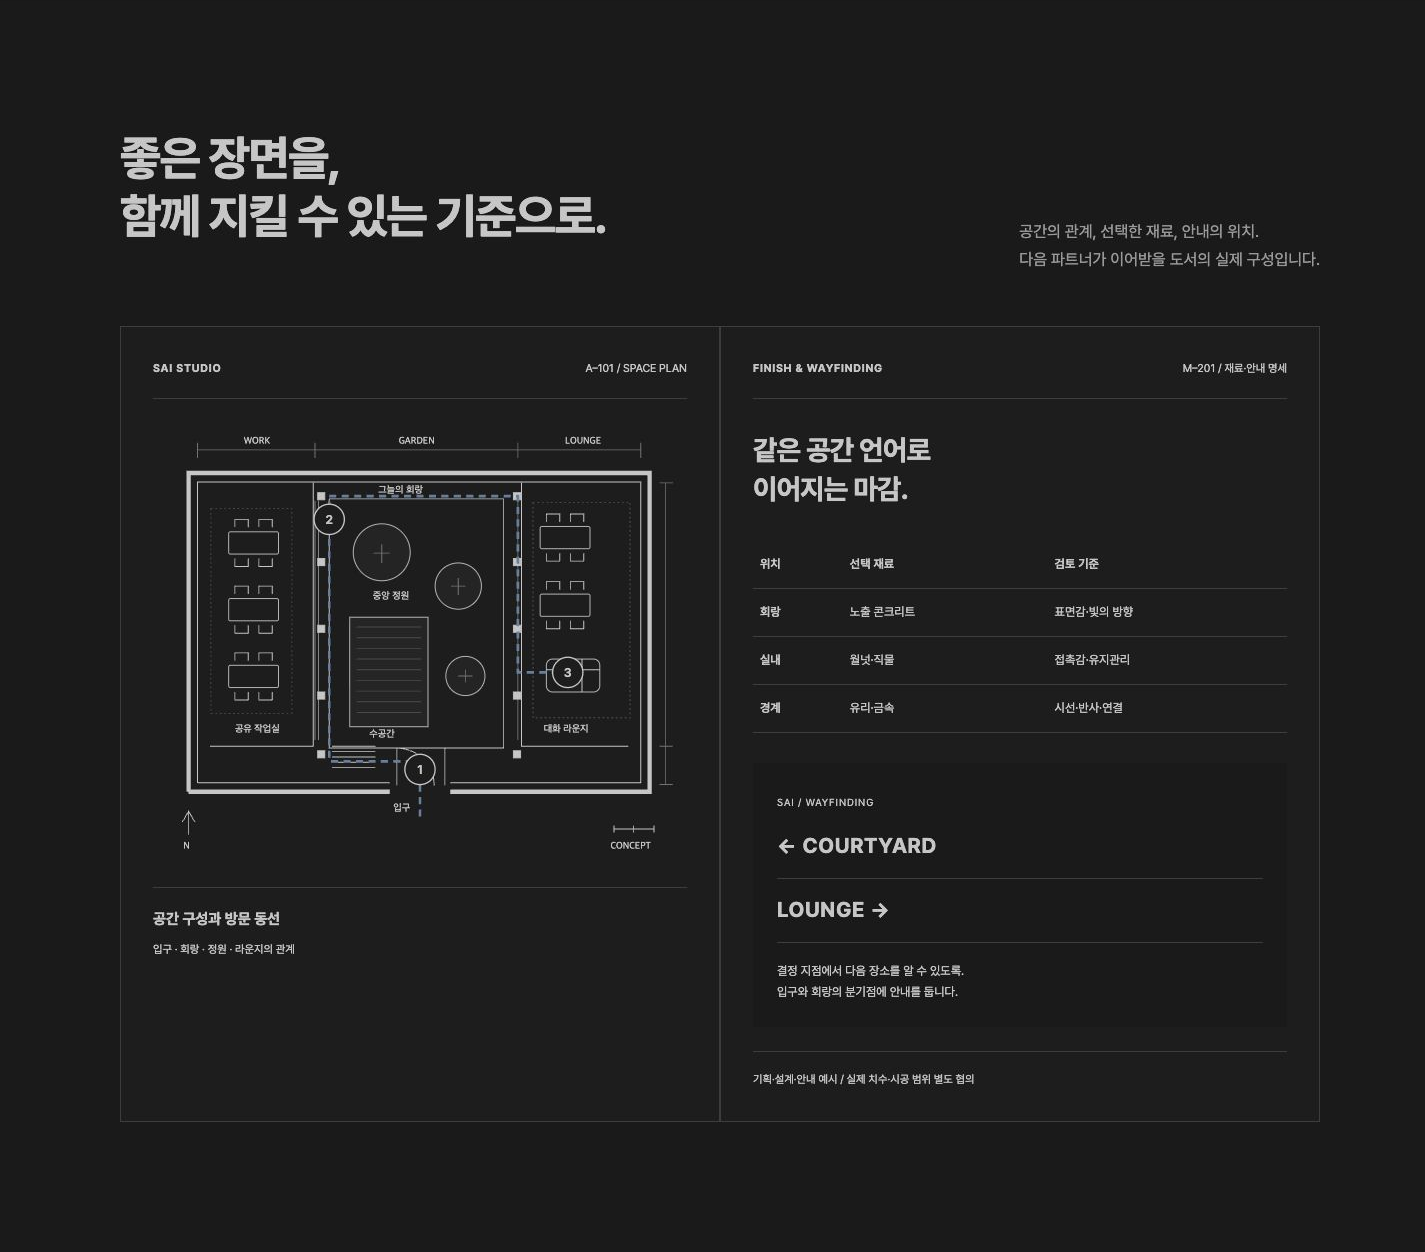 좋은 장면을,
함께 지킬 수 있는 기준으로.
공간의 관계, 선택한 재료, 안내의 위치.
다음 파트너가 이어받을 도서의 실제 구성입니다.
SAI STUDIO
A–101 / SPACE PLAN
WORK
GARDEN
LOUNGE
그늘의 회랑
2
중앙 정원
3
공유 작업실
수공간
대화 라운지
1
입구
N
CONCEPT
공간 구성과 방문 동선
입구 · 회랑 · 정원 · 라운지의 관계
FINISH & WAYFINDING
M–201 / 재료·안내 명세
같은 공간 언어로
이어지는 마감.
위치 선택 재료 검토 기준
회랑 노출 콘크리트 표면감·빛의 방향
실내 월넛·직물 접촉감·유지관리
경계 유리·금속 시선·반사·연결
SAI / WAYFINDING
← COURTYARD
LOUNGE →
결정 지점에서 다음 장소를 알 수 있도록.
입구와 회랑의 분기점에 안내를 둡니다.
기획·설계·안내 예시 / 실제 치수·시공 범위 별도 협의